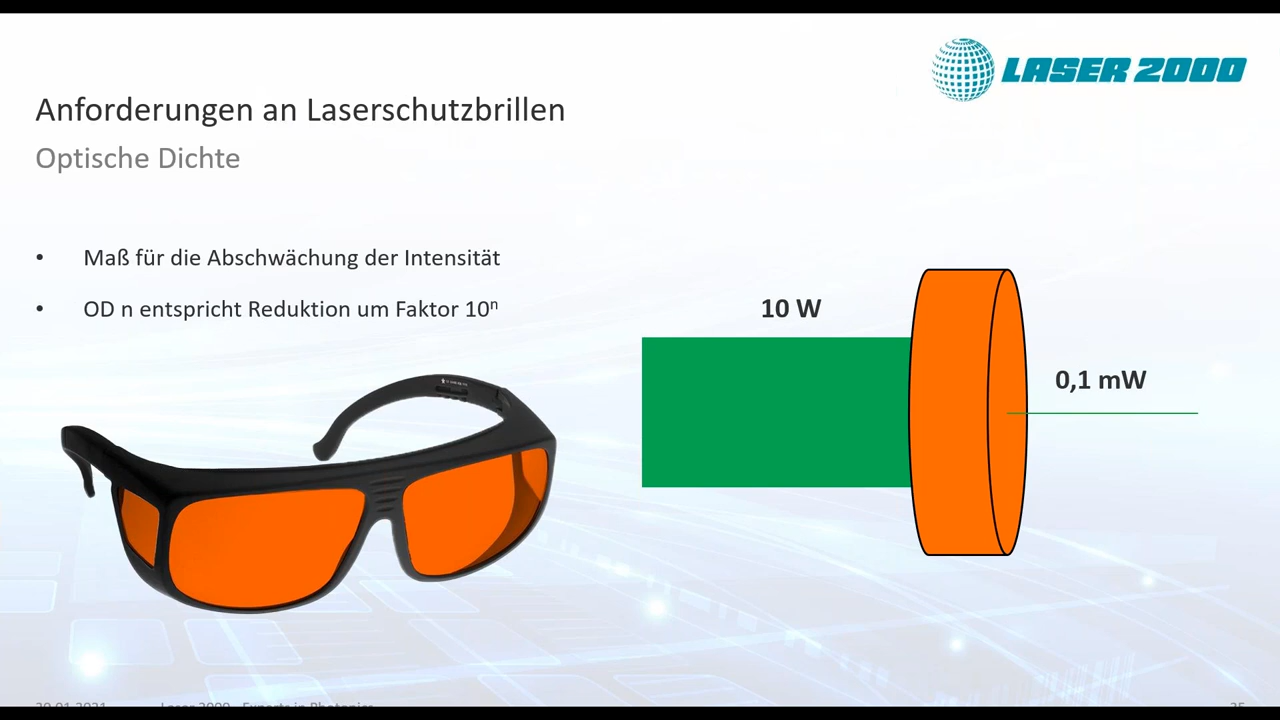 LASER 2000
Anforderungen an Laserschutzbrillen
Optische Dichte
• Maß für die Abschwächung der Intensität
• OD n entspricht Reduktion um Faktor 10ⁿ
10 W
0,1 mW